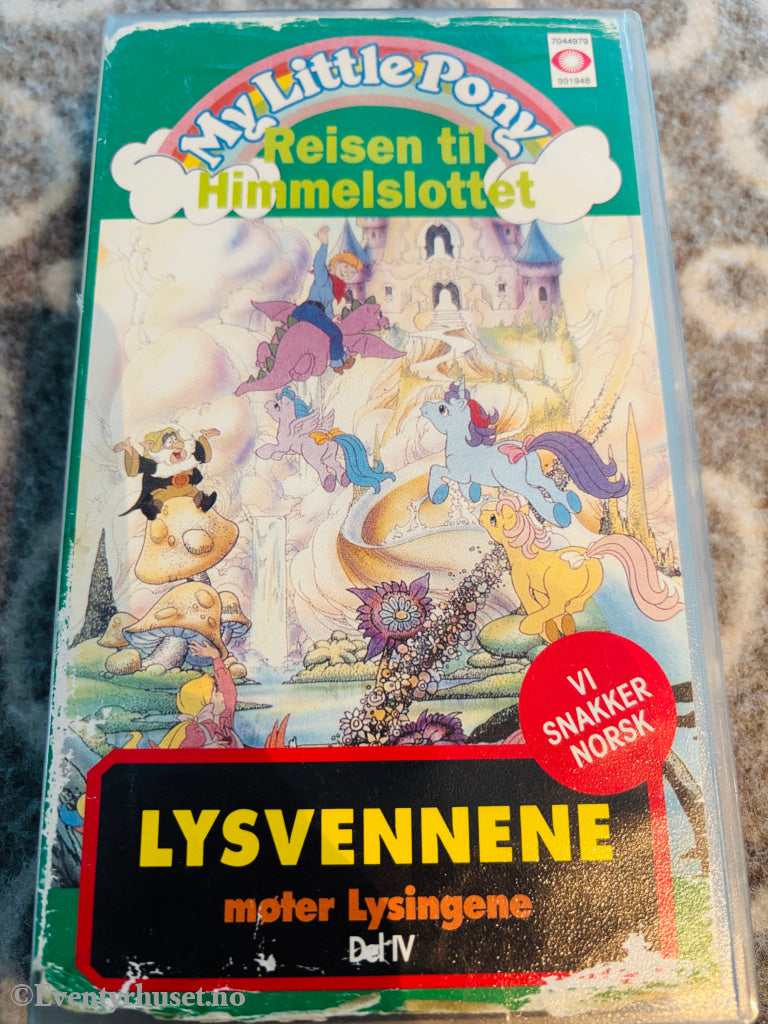 7044979
991948
My Little Pony
Reisen til
Himmelslottet
VI
SNAKKER
NORSK
LYSVENNENE
møter Lysingene
Del IV
©Eventyrhuset.no